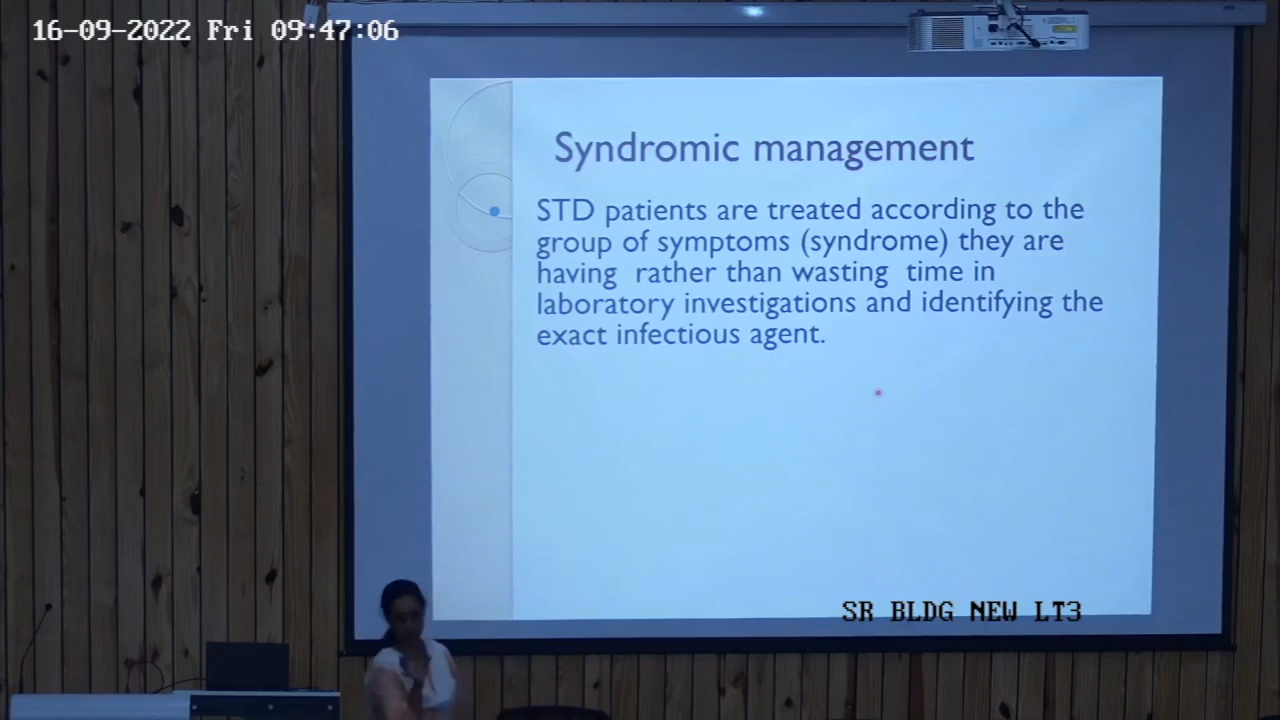 16-09-2022 Fri 09:47:06
Syndromic management
STD patients are treated according to the
group of symptoms (syndrome) they are
having rather than wasting time in
laboratory investigations and identifying the
exact infectious agent.
SR BLDG NEW LT3